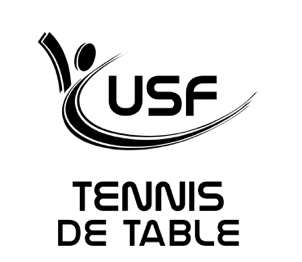 USF
TENNIS
DE TABLE